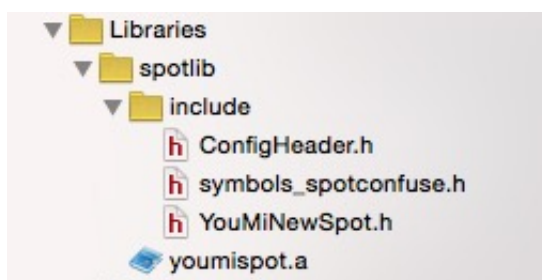 Libraries
spotlib
include
h ConfigHeader.h
h symbols_spotconfuse.h
h YouMiNewSpot.h
youmispot.a